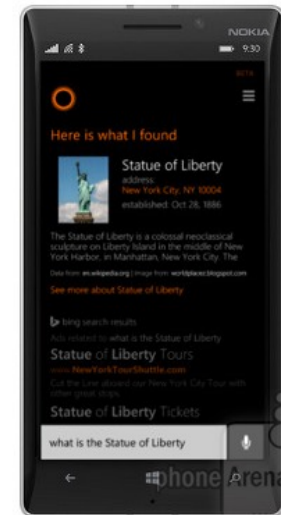 NOKIA
9:30
BETA
Here is what I found
Statue of Liberty
address:
New York City, NY 10004
established: Oct 28, 1886
The Statue of Liberty is a colossal neoclassical
sculpture on Liberty Island in the middle of New
York Harbor, in Manhattan, New York City. The
Data from: en.wikipedia.org | Image from: worldplaces.blogspot.com
See more about Statue of Liberty
bing search results
Ads related to what is the Statue of Liberty
Statue of Liberty Tours
www.NewYorkTourShuttle.com
Cut the Line aboard our New York City Tour with
other great stops
Statue of Liberty Tickets
what is the Statue of Liberty
phone Arena